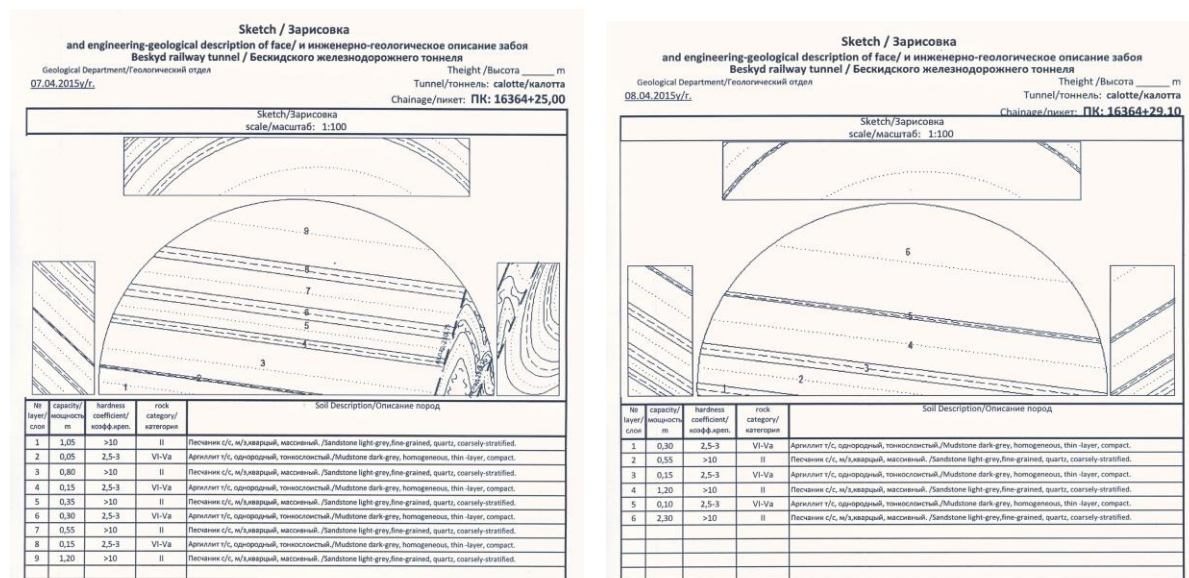 Sketch / Зарисовка
and engineering-geological description of face/ и инженерно-геологическое описание забоя
Beskyd railway tunnel / Бескидского железнодорожнего тоннеля
Geological Department/Геологический отдел
Theight /Высота ______ m
07.04.2015y/г.
Tunnel/тоннель: calotte/калотта
Chainage/пикет: ПК: 16364+25,00
Sketch/Зарисовка
scale/масштаб: 1:100
9
8
7
6
5
4
3
2
1
№ layer/ слоя capacity/ мощность m hardness coefficient/ коэфф.креп. rock category/ категория Soil Description/Описание пород
1 1,05 >10 II Песчаник т/с, м/з,кварцый, массивный. /Sandstone light-grey,fine-grained, quartz, coarsely-stratified.
2 0,05 2,5-3 VI-Va Аргиллит т/с, однородный, тонкослоистый./Mudstone dark-grey, homogeneous, thin -layer, compact.
3 0,80 >10 II Песчаник т/с, м/з,кварцый, массивный. /Sandstone light-grey,fine-grained, quartz, coarsely-stratified.
4 0,15 2,5-3 VI-Va Аргиллит т/с, однородный, тонкослоистый./Mudstone dark-grey, homogeneous, thin -layer, compact.
5 0,35 >10 II Песчаник т/с, м/з,кварцый, массивный. /Sandstone light-grey,fine-grained, quartz, coarsely-stratified.
6 0,30 2,5-3 VI-Va Аргиллит т/с, однородный, тонкослоистый./Mudstone dark-grey, homogeneous, thin -layer, compact.
7 0,55 >10 II Песчаник т/с, м/з,кварцый, массивный. /Sandstone light-grey,fine-grained, quartz, coarsely-stratified.
8 0,15 2,5-3 VI-Va Аргиллит т/с, однородный, тонкослоистый./Mudstone dark-grey, homogeneous, thin -layer, compact.
9 1,20 >10 II Песчаник т/с, м/з,кварцый, массивный. /Sandstone light-grey,fine-grained, quartz, coarsely-stratified.
Sketch / Зарисовка
and engineering-geological description of face/ и инженерно-геологическое описание забоя
Beskyd railway tunnel / Бескидского железнодорожнего тоннеля
Geological Department/Геологический отдел
Theight /Высота ______ m
08.04.2015y/г.
Tunnel/тоннель: calotte/калотта
Chainage/пикет: ПК: 16364+29,10
Sketch/Зарисовка
scale/масштаб: 1:100
6
5
4
3
2
1
№ layer/ слоя capacity/ мощность m hardness coefficient/ коэфф.креп. rock category/ категория Soil Description/Описание пород
1 0,30 2,5-3 VI-Va Аргиллит т/с, однородный, тонкослоистый./Mudstone dark-grey, homogeneous, thin -layer, compact.
2 0,55 >10 II Песчаник т/с, м/з,кварцый, массивный. /Sandstone light-grey,fine-grained, quartz, coarsely-stratified.
3 0,15 2,5-3 VI-Va Аргиллит т/с, однородный, тонкослоистый./Mudstone dark-grey, homogeneous, thin -layer, compact.
4 1,20 >10 II Песчаник т/с, м/з,кварцый, массивный. /Sandstone light-grey,fine-grained, quartz, coarsely-stratified.
5 0,10 2,5-3 VI-Va Аргиллит т/с, однородный, тонкослоистый./Mudstone dark-grey, homogeneous, thin -layer, compact.
6 2,30 >10 II Песчаник т/с, м/з,кварцый, массивный. /Sandstone light-grey,fine-grained, quartz, coarsely-stratified.